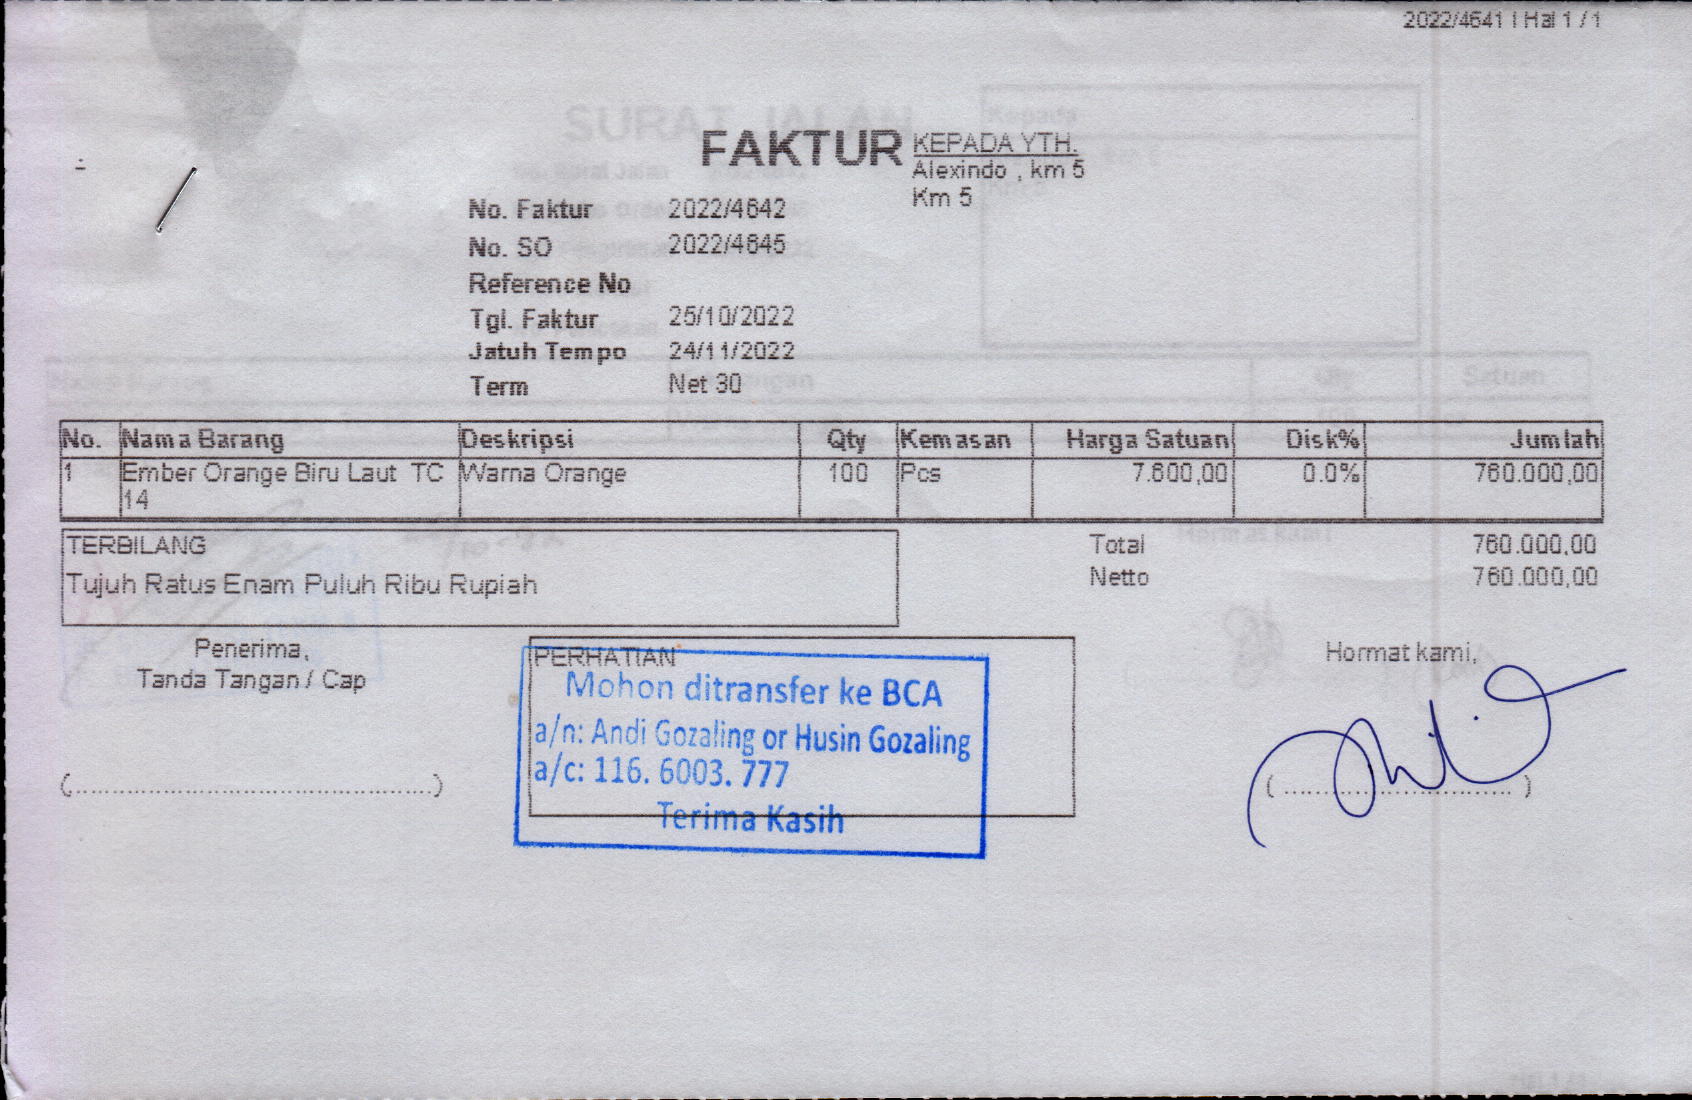 2022/4641 | Hal 1 / 1
FAKTUR
KEPADA YTH.
Alexindo , km 5
Km 5
No. Faktur 2022/4642
No. SO 2022/4645
Reference No
Tgl. Faktur 25/10/2022
Jatuh Tempo 24/11/2022
Term Net 30
No. Nama Barang Deskripsi Qty Kemasan Harga Satuan Disk% Jumlah
1 Ember Orange Biru Laut TC Warna Orange 100 Pcs 7.600,00 0.0% 760.000,00
14
TERBILANG
Tujuh Ratus Enam Puluh Ribu Rupiah
Total 760.000,00
Netto 760.000,00
Penerima,
Tanda Tangan / Cap
PERHATIAN
Mohon ditransfer ke BCA
a/n: Andi Gozaling or Husin Gozaling
a/c: 116. 6003. 777
Terima Kasih
Hormat kami,